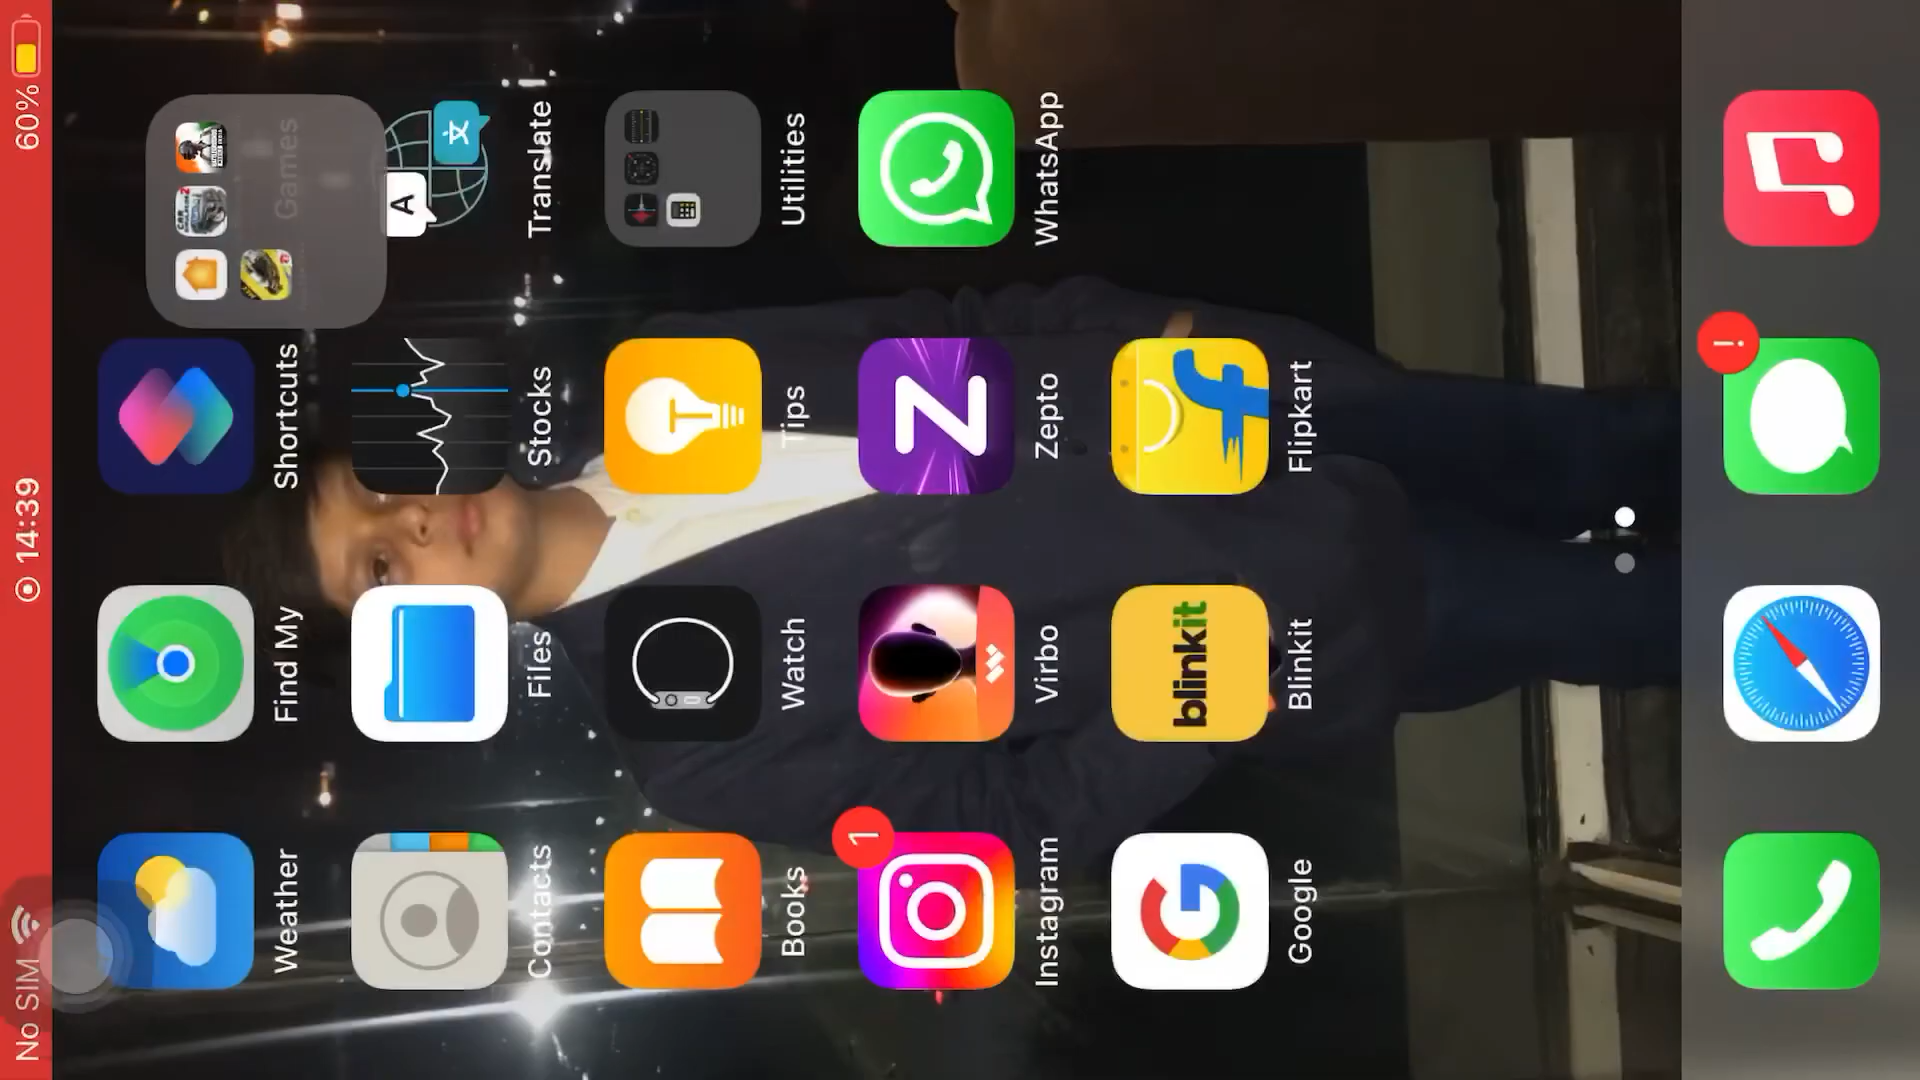 No SIM 14:39 60%
Weather Find My Shortcuts Games
Contacts Files Stocks Translate
A 文
Books Watch Tips Utilities
1
Instagram Virbo Zepto WhatsApp
Z
blinkit f
Google Blinkit Flipkart
!